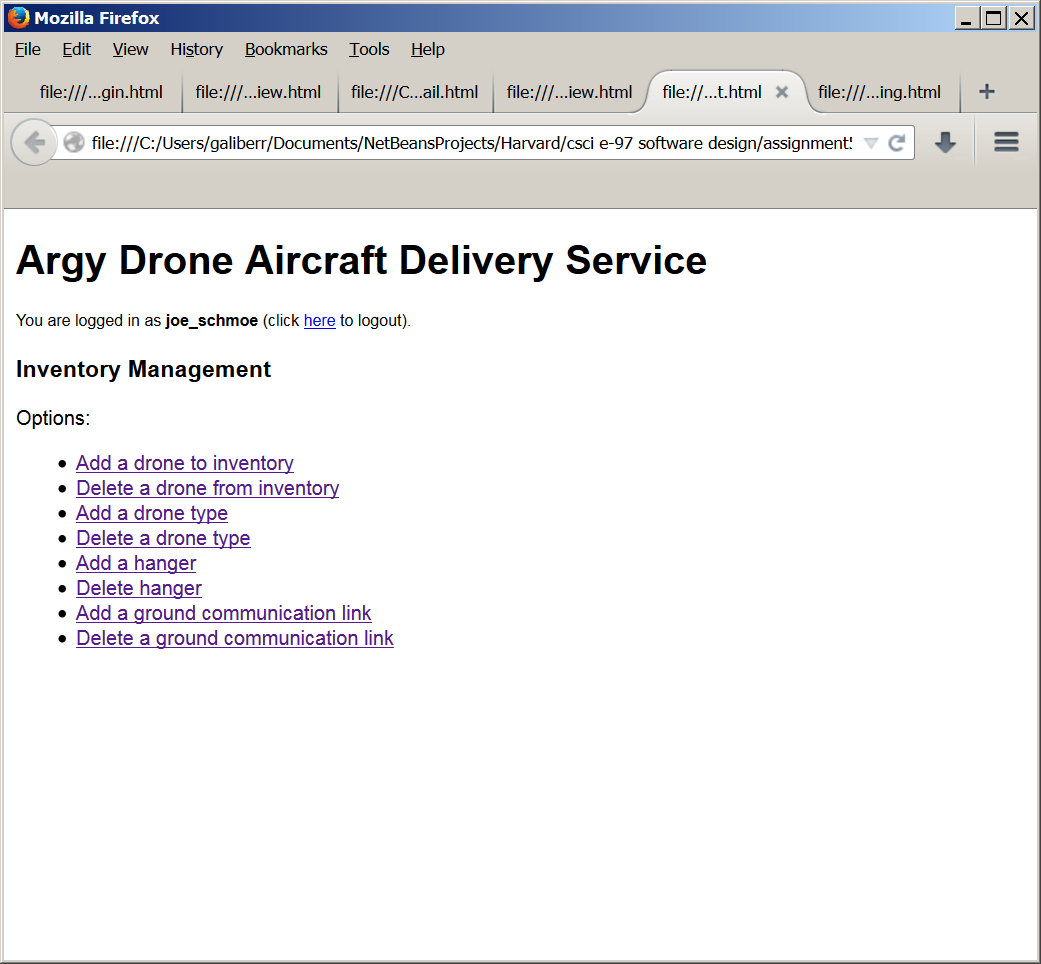 Mozilla Firefox
File Edit View History Bookmarks Tools Help
file:///...gin.html file:///...iew.html file:///C...ail.html file:///...iew.html file://...t.html file:///...ing.html
file:///C:/Users/galiberr/Documents/NetBeansProjects/Harvard/csci e-97 software design/assignment5
Argy Drone Aircraft Delivery Service
You are logged in as joe_schmoe (click here to logout).
Inventory Management
Options:
• Add a drone to inventory
• Delete a drone from inventory
• Add a drone type
• Delete a drone type
• Add a hanger
• Delete hanger
• Add a ground communication link
• Delete a ground communication link